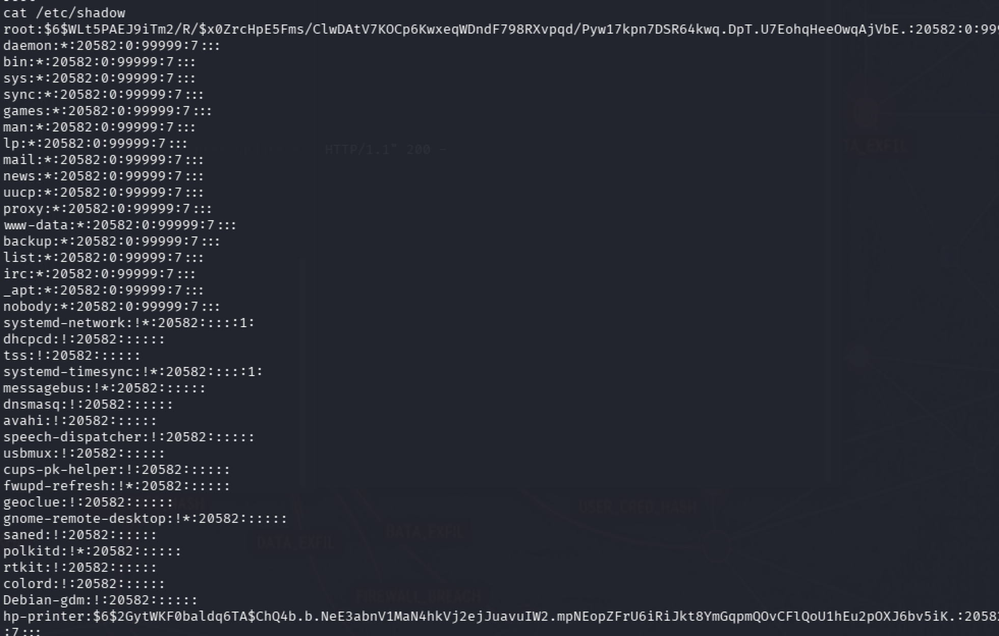 cat /etc/shadow
root:$6$WLt5PAEJ9iTm2/R/$x0ZrcHpE5Fms/ClwDAtV7KOCp6KwxeqWDndF798RXvpqd/Pyw17kpn7DSR64kwq.DpT.U7EohqHeeOwqAjVbE.:20582:0:999
daemon:*:20582:0:99999:7:::
bin:*:20582:0:99999:7:::
sys:*:20582:0:99999:7:::
sync:*:20582:0:99999:7:::
games:*:20582:0:99999:7:::
man:*:20582:0:99999:7:::
lp:*:20582:0:99999:7:::
HTTP/1.1" 200 -
TA_EXFIL
mail:*:20582:0:99999:7:::
news:*:20582:0:99999:7:::
uucp:*:20582:0:99999:7:::
proxy:*:20582:0:99999:7:::
www-data:*:20582:0:99999:7:::
backup:*:20582:0:99999:7:::
list:*:20582:0:99999:7:::
irc:*:20582:0:99999:7:::
_apt:*:20582:0:99999:7:::
nobody:*:20582:0:99999:7:::
systemd-network:!*:20582:::::1:
dhcpcd:!:20582::::::
tss:!:20582::::::
systemd-timesync:!*:20582:::::1:
messagebus:!*:20582::::::
dnsmasq:!:20582::::::
avahi:!:20582::::::
speech-dispatcher:!:20582::::::
usbmux:!:20582::::::
cups-pk-helper:!:20582::::::
fwupd-refresh:!*:20582::::::
geoclue:!:20582::::::
USER_CRED_HASH
gnome-remote-desktop:!*:20582::::::
saned:!:20582::::::
DATA_EXFIL
DATA_EXFIL
polkitd:!*:20582::::::
rtkit:!:20582::::::
colord:!:20582::::::
Debian-gdm:!:20582::::::
FIREWALL_BREACH
hp-printer:$6$2GytWKF0baldq6TA$ChQ4b.b.NeE3abnV1MaN4hkVj2ejJuavuIW2.mpNEopZFrU6iRiJkt8YmGqpmQOvCFlQoU1hEu2pOXJ6bv5iK.:20582
:7:::